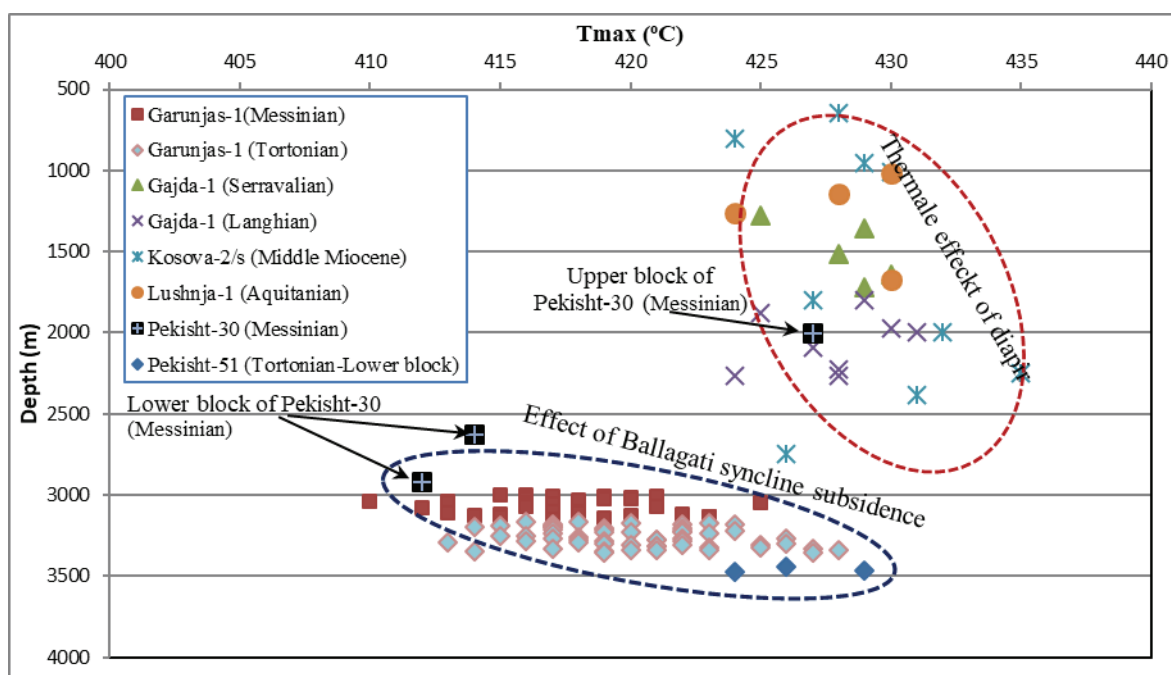 Tmax (ºC)
400 405 410 415 420 425 430 435 440
Depth (m)
500
1000
1500
2000
2500
3000
3500
4000
Garunjas-1(Messinian)
Garunjas-1 (Tortonian)
Gajda-1 (Serravalian)
Gajda-1 (Langhian)
Kosova-2/s (Middle Miocene)
Lushnja-1 (Aquitanian)
Pekisht-30 (Messinian)
Pekisht-51 (Tortonian-Lower block)
Thermale effeckt of diapir
Upper block of
Pekisht-30 (Messinian)
Lower block of Pekisht-30
(Messinian)
Effect of Ballagati syncline subsidence